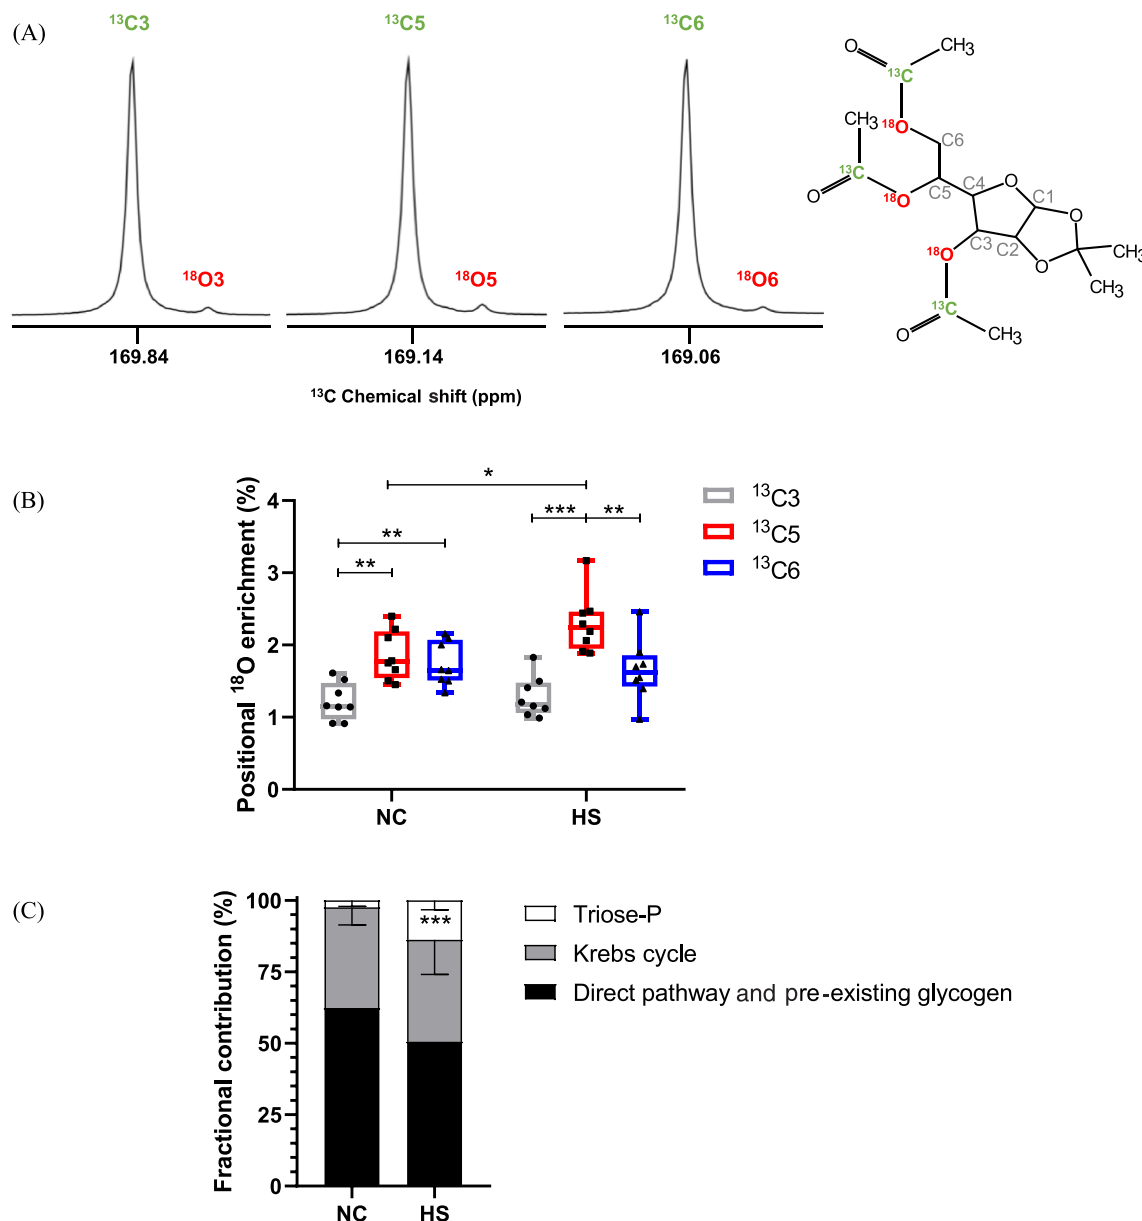 (A)
¹³C3
¹³C5
¹³C6
¹⁸O3
¹⁸O5
¹⁸O6
169.84
169.14
169.06
¹³C Chemical shift (ppm)
O
CH₃
¹³C
CH₃
¹⁸O
C6
¹³C
O
¹⁸O
C5
C4
O
C1
O
C3
C2
¹⁸O
O
CH₃
CH₃
¹³C
O
CH₃
(B)
Positional ¹⁸O enrichment (%)
4
3
2
1
0
*
**
**
***
**
NC
HS
¹³C3
¹³C5
¹³C6
(C)
Fractional contribution (%)
100
75
50
25
0
***
NC
HS
Triose-P
Krebs cycle
Direct pathway and pre-existing glycogen